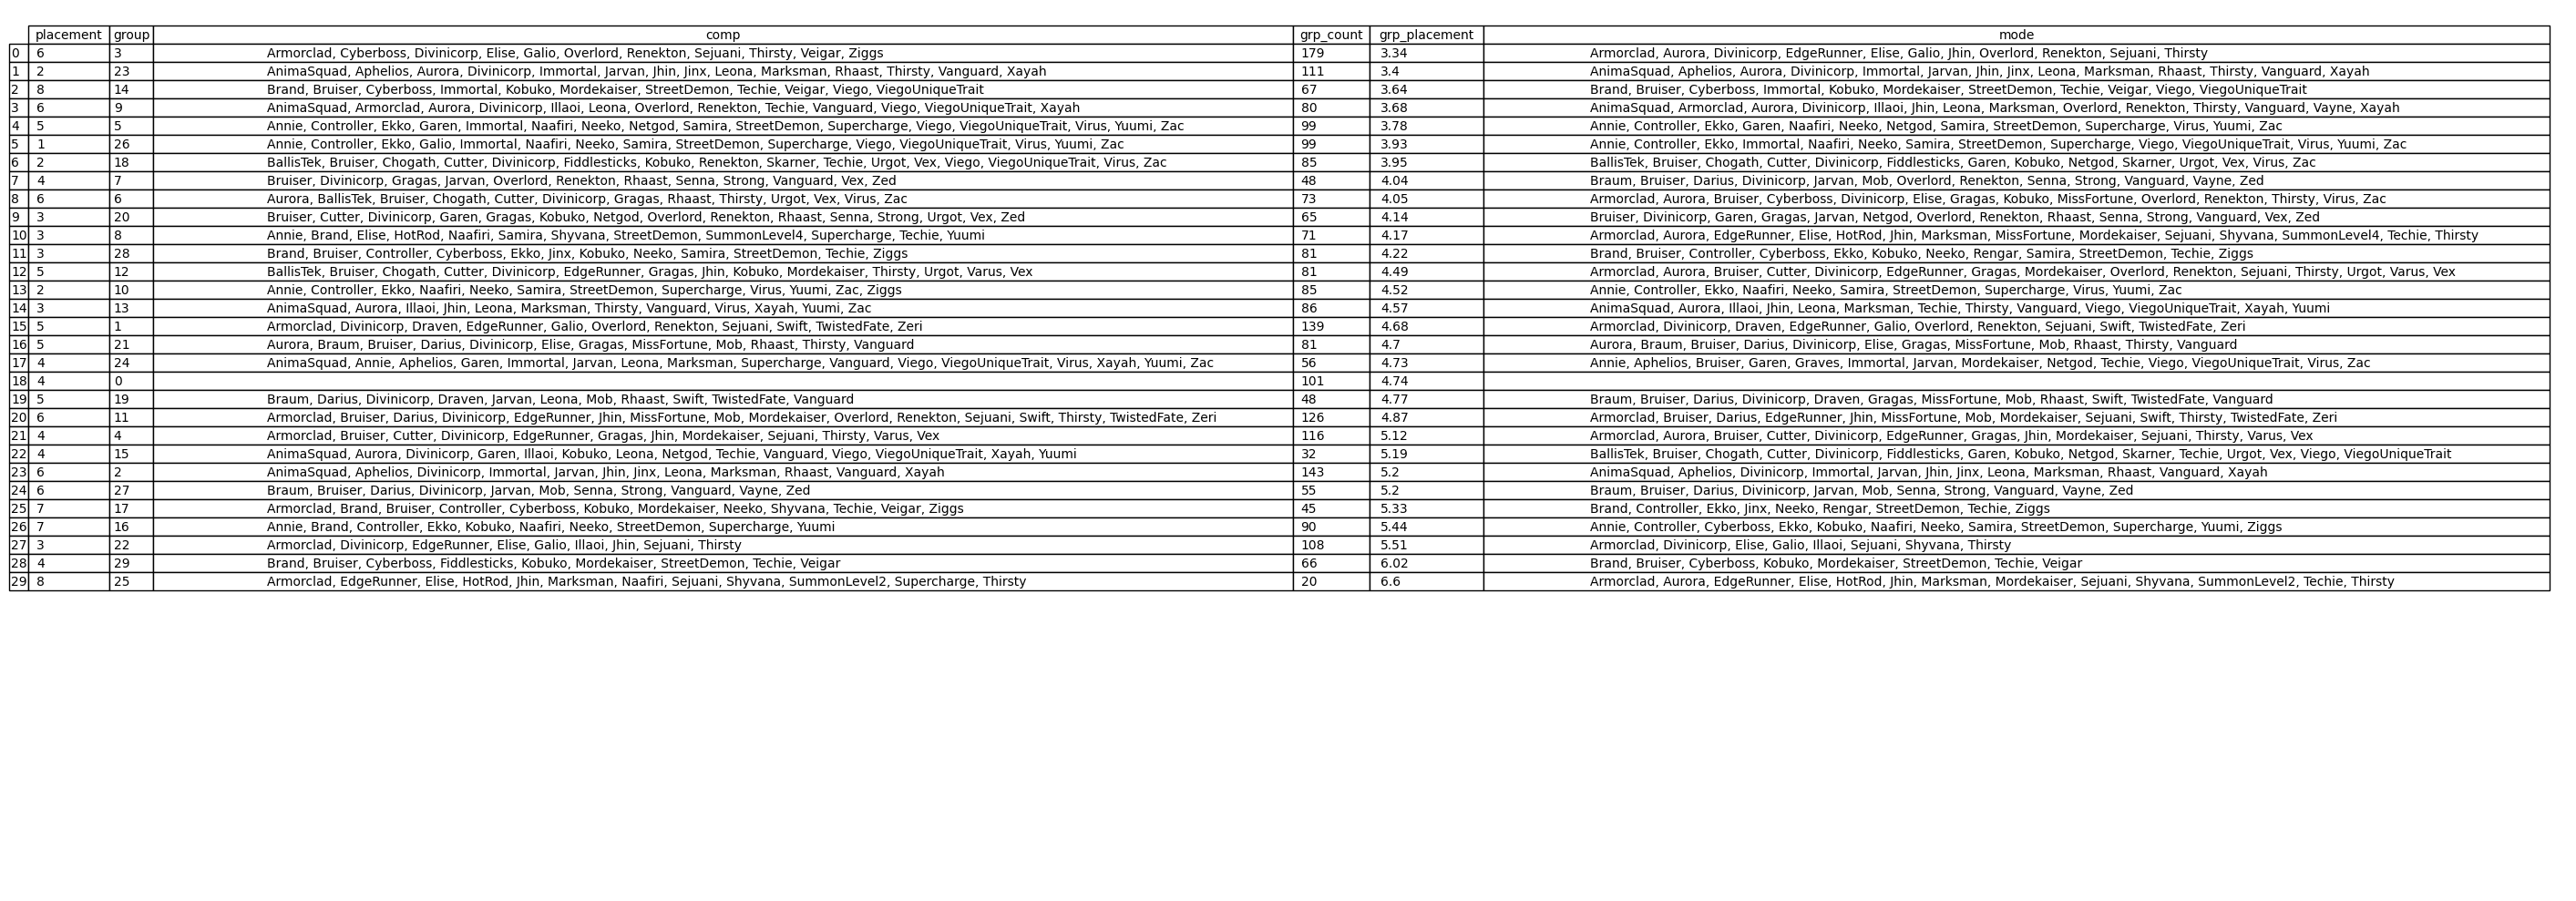 placement group comp grp_count grp_placement mode
0 6 3 Armorclad, Cyberboss, Divinicorp, Elise, Galio, Overlord, Renekton, Sejuani, Thirsty, Veigar, Ziggs 179 3.34 Armorclad, Aurora, Divinicorp, EdgeRunner, Elise, Galio, Jhin, Overlord, Renekton, Sejuani, Thirsty
1 2 23 AnimaSquad, Aphelios, Aurora, Divinicorp, Immortal, Jarvan, Jhin, Jinx, Leona, Marksman, Rhaast, Thirsty, Vanguard, Xayah 111 3.4 AnimaSquad, Aphelios, Aurora, Divinicorp, Immortal, Jarvan, Jhin, Jinx, Leona, Marksman, Rhaast, Thirsty, Vanguard, Xayah
2 8 14 Brand, Bruiser, Cyberboss, Immortal, Kobuko, Mordekaiser, StreetDemon, Techie, Veigar, Viego, ViegoUniqueTrait 67 3.64 Brand, Bruiser, Cyberboss, Immortal, Kobuko, Mordekaiser, StreetDemon, Techie, Veigar, Viego, ViegoUniqueTrait
3 6 9 AnimaSquad, Armorclad, Aurora, Divinicorp, Illaoi, Leona, Overlord, Renekton, Techie, Vanguard, Viego, ViegoUniqueTrait, Xayah 80 3.68 AnimaSquad, Armorclad, Aurora, Divinicorp, Illaoi, Jhin, Leona, Marksman, Overlord, Renekton, Thirsty, Vanguard, Vayne, Xayah
4 5 5 Annie, Controller, Ekko, Garen, Immortal, Naafiri, Neeko, Netgod, Samira, StreetDemon, Supercharge, Viego, ViegoUniqueTrait, Virus, Yuumi, Zac 99 3.78 Annie, Controller, Ekko, Garen, Naafiri, Neeko, Netgod, Samira, StreetDemon, Supercharge, Virus, Yuumi, Zac
5 1 26 Annie, Controller, Ekko, Galio, Immortal, Naafiri, Neeko, Samira, StreetDemon, Supercharge, Viego, ViegoUniqueTrait, Virus, Yuumi, Zac 99 3.93 Annie, Controller, Ekko, Immortal, Naafiri, Neeko, Samira, StreetDemon, Supercharge, Viego, ViegoUniqueTrait, Virus, Yuumi, Zac
6 2 18 BallisTek, Bruiser, Chogath, Cutter, Divinicorp, Fiddlesticks, Kobuko, Renekton, Skarner, Techie, Urgot, Vex, Viego, ViegoUniqueTrait, Virus, Zac 85 3.95 BallisTek, Bruiser, Chogath, Cutter, Divinicorp, Fiddlesticks, Garen, Kobuko, Netgod, Skarner, Urgot, Vex, Virus, Zac
7 4 7 Bruiser, Divinicorp, Gragas, Jarvan, Overlord, Renekton, Rhaast, Senna, Strong, Vanguard, Vex, Zed 48 4.04 Braum, Bruiser, Darius, Divinicorp, Jarvan, Mob, Overlord, Renekton, Senna, Strong, Vanguard, Vayne, Zed
8 6 6 Aurora, BallisTek, Bruiser, Chogath, Cutter, Divinicorp, Gragas, Rhaast, Thirsty, Urgot, Vex, Virus, Zac 73 4.05 Armorclad, Aurora, Bruiser, Cyberboss, Divinicorp, Elise, Gragas, Kobuko, MissFortune, Overlord, Renekton, Thirsty, Virus, Zac
9 3 20 Bruiser, Cutter, Divinicorp, Garen, Gragas, Kobuko, Netgod, Overlord, Renekton, Rhaast, Senna, Strong, Urgot, Vex, Zed 65 4.14 Bruiser, Divinicorp, Garen, Gragas, Jarvan, Netgod, Overlord, Renekton, Rhaast, Senna, Strong, Vanguard, Vex, Zed
10 3 8 Annie, Brand, Elise, HotRod, Naafiri, Samira, Shyvana, StreetDemon, SummonLevel4, Supercharge, Techie, Yuumi 71 4.17 Armorclad, Aurora, EdgeRunner, Elise, HotRod, Jhin, Marksman, MissFortune, Mordekaiser, Sejuani, Shyvana, SummonLevel4, Techie, Thirsty
11 3 28 Brand, Bruiser, Controller, Cyberboss, Ekko, Jinx, Kobuko, Neeko, Samira, StreetDemon, Techie, Ziggs 81 4.22 Brand, Bruiser, Controller, Cyberboss, Ekko, Kobuko, Neeko, Rengar, Samira, StreetDemon, Techie, Ziggs
12 5 12 BallisTek, Bruiser, Chogath, Cutter, Divinicorp, EdgeRunner, Gragas, Jhin, Kobuko, Mordekaiser, Thirsty, Urgot, Varus, Vex 81 4.49 Armorclad, Aurora, Bruiser, Cutter, Divinicorp, EdgeRunner, Gragas, Mordekaiser, Overlord, Renekton, Sejuani, Thirsty, Urgot, Varus, Vex
13 2 10 Annie, Controller, Ekko, Naafiri, Neeko, Samira, StreetDemon, Supercharge, Virus, Yuumi, Zac, Ziggs 85 4.52 Annie, Controller, Ekko, Naafiri, Neeko, Samira, StreetDemon, Supercharge, Virus, Yuumi, Zac
14 3 13 AnimaSquad, Aurora, Illaoi, Jhin, Leona, Marksman, Thirsty, Vanguard, Virus, Xayah, Yuumi, Zac 86 4.57 AnimaSquad, Aurora, Illaoi, Jhin, Leona, Marksman, Techie, Thirsty, Vanguard, Viego, ViegoUniqueTrait, Xayah, Yuumi
15 5 1 Armorclad, Divinicorp, Draven, EdgeRunner, Galio, Overlord, Renekton, Sejuani, Swift, TwistedFate, Zeri 139 4.68 Armorclad, Divinicorp, Draven, EdgeRunner, Galio, Overlord, Renekton, Sejuani, Swift, TwistedFate, Zeri
16 5 21 Aurora, Braum, Bruiser, Darius, Divinicorp, Elise, Gragas, MissFortune, Mob, Rhaast, Thirsty, Vanguard 81 4.7 Aurora, Braum, Bruiser, Darius, Divinicorp, Elise, Gragas, MissFortune, Mob, Rhaast, Thirsty, Vanguard
17 4 24 AnimaSquad, Annie, Aphelios, Garen, Immortal, Jarvan, Leona, Marksman, Supercharge, Vanguard, Viego, ViegoUniqueTrait, Virus, Xayah, Yuumi, Zac 56 4.73 Annie, Aphelios, Bruiser, Garen, Graves, Immortal, Jarvan, Mordekaiser, Netgod, Techie, Viego, ViegoUniqueTrait, Virus, Zac
18 4 0 101 4.74
19 5 19 Braum, Darius, Divinicorp, Draven, Jarvan, Leona, Mob, Rhaast, Swift, TwistedFate, Vanguard 48 4.77 Braum, Bruiser, Darius, Divinicorp, Draven, Gragas, MissFortune, Mob, Rhaast, Swift, TwistedFate, Vanguard
20 6 11 Armorclad, Bruiser, Darius, Divinicorp, EdgeRunner, Jhin, MissFortune, Mob, Mordekaiser, Overlord, Renekton, Sejuani, Swift, Thirsty, TwistedFate, Zeri 126 4.87 Armorclad, Bruiser, Darius, EdgeRunner, Jhin, MissFortune, Mob, Mordekaiser, Sejuani, Swift, Thirsty, TwistedFate, Zeri
21 4 4 Armorclad, Bruiser, Cutter, Divinicorp, EdgeRunner, Gragas, Jhin, Mordekaiser, Sejuani, Thirsty, Varus, Vex 116 5.12 Armorclad, Aurora, Bruiser, Cutter, Divinicorp, EdgeRunner, Gragas, Jhin, Mordekaiser, Sejuani, Thirsty, Varus, Vex
22 4 15 AnimaSquad, Aurora, Divinicorp, Garen, Illaoi, Kobuko, Leona, Netgod, Techie, Vanguard, Viego, ViegoUniqueTrait, Xayah, Yuumi 32 5.19 BallisTek, Bruiser, Chogath, Cutter, Divinicorp, Fiddlesticks, Garen, Kobuko, Netgod, Skarner, Techie, Urgot, Vex, Viego, ViegoUniqueTrait
23 6 2 AnimaSquad, Aphelios, Divinicorp, Immortal, Jarvan, Jhin, Jinx, Leona, Marksman, Rhaast, Vanguard, Xayah 143 5.2 AnimaSquad, Aphelios, Divinicorp, Immortal, Jarvan, Jhin, Jinx, Leona, Marksman, Rhaast, Vanguard, Xayah
24 6 27 Braum, Bruiser, Darius, Divinicorp, Jarvan, Mob, Senna, Strong, Vanguard, Vayne, Zed 55 5.2 Braum, Bruiser, Darius, Divinicorp, Jarvan, Mob, Senna, Strong, Vanguard, Vayne, Zed
25 7 17 Armorclad, Brand, Bruiser, Controller, Cyberboss, Kobuko, Mordekaiser, Neeko, Shyvana, Techie, Veigar, Ziggs 45 5.33 Brand, Controller, Ekko, Jinx, Neeko, Rengar, StreetDemon, Techie, Ziggs
26 7 16 Annie, Brand, Controller, Ekko, Kobuko, Naafiri, Neeko, StreetDemon, Supercharge, Yuumi 90 5.44 Annie, Controller, Cyberboss, Ekko, Kobuko, Naafiri, Neeko, Samira, StreetDemon, Supercharge, Yuumi, Ziggs
27 3 22 Armorclad, Divinicorp, EdgeRunner, Elise, Galio, Illaoi, Jhin, Sejuani, Thirsty 108 5.51 Armorclad, Divinicorp, Elise, Galio, Illaoi, Sejuani, Shyvana, Thirsty
28 4 29 Brand, Bruiser, Cyberboss, Fiddlesticks, Kobuko, Mordekaiser, StreetDemon, Techie, Veigar 66 6.02 Brand, Bruiser, Cyberboss, Kobuko, Mordekaiser, StreetDemon, Techie, Veigar
29 8 25 Armorclad, EdgeRunner, Elise, HotRod, Jhin, Marksman, Naafiri, Sejuani, Shyvana, SummonLevel2, Supercharge, Thirsty 20 6.6 Armorclad, Aurora, EdgeRunner, Elise, HotRod, Jhin, Marksman, Mordekaiser, Sejuani, Shyvana, SummonLevel2, Techie, Thirsty